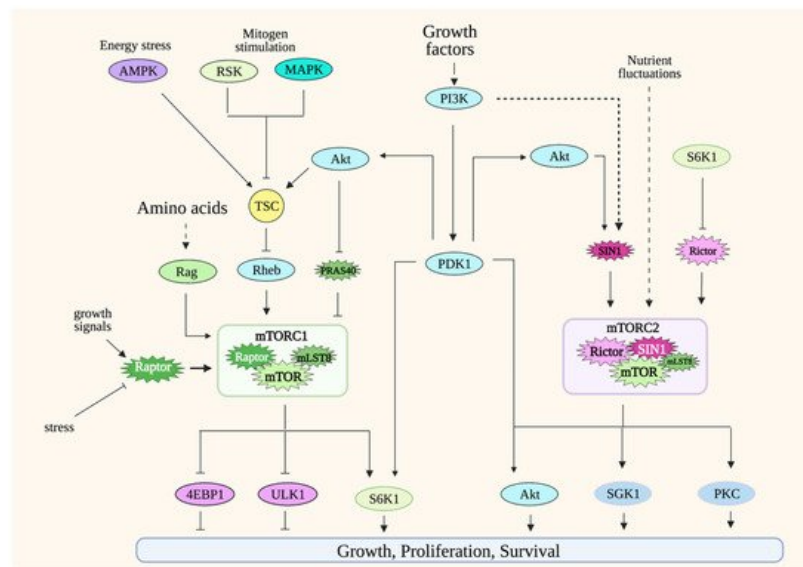 Energy stress
AMPK
Mitogen
stimulation
RSK
MAPK
Growth
factors
PI3K
Nutrient
fluctuations
Akt
Akt
S6K1
TSC
Amino acids
Rag
Rheb
PRAS40
PDK1
SIN1
Rictor
growth
signals
Raptor
stress
mTORC1
Raptor
mLST8
mTOR
mTORC2
Rictor
SIN1
mTOR
mLST8
4EBP1
ULK1
S6K1
Akt
SGK1
PKC
Growth, Proliferation, Survival